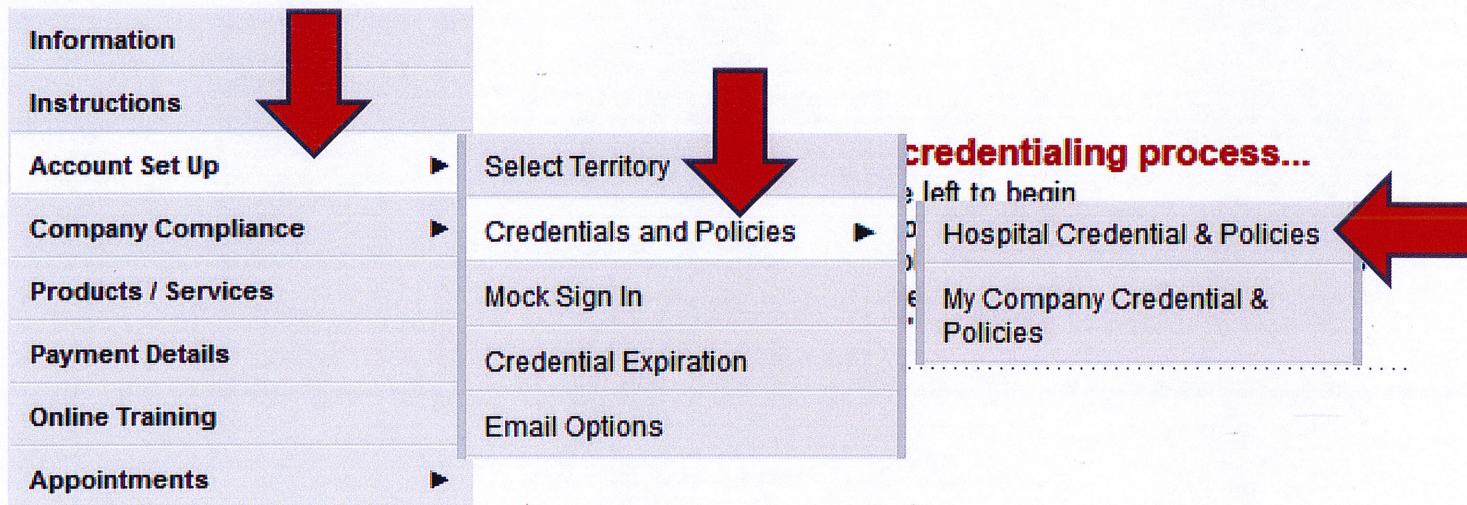 Information
Instructions
Account Set Up
Company Compliance
Products / Services
Payment Details
Online Training
Appointments
Select Territory
Credentials and Policies
Mock Sign In
Credential Expiration
Email Options
credentialing process...
left to begin
Hospital Credential & Policies
My Company Credential &
Policies